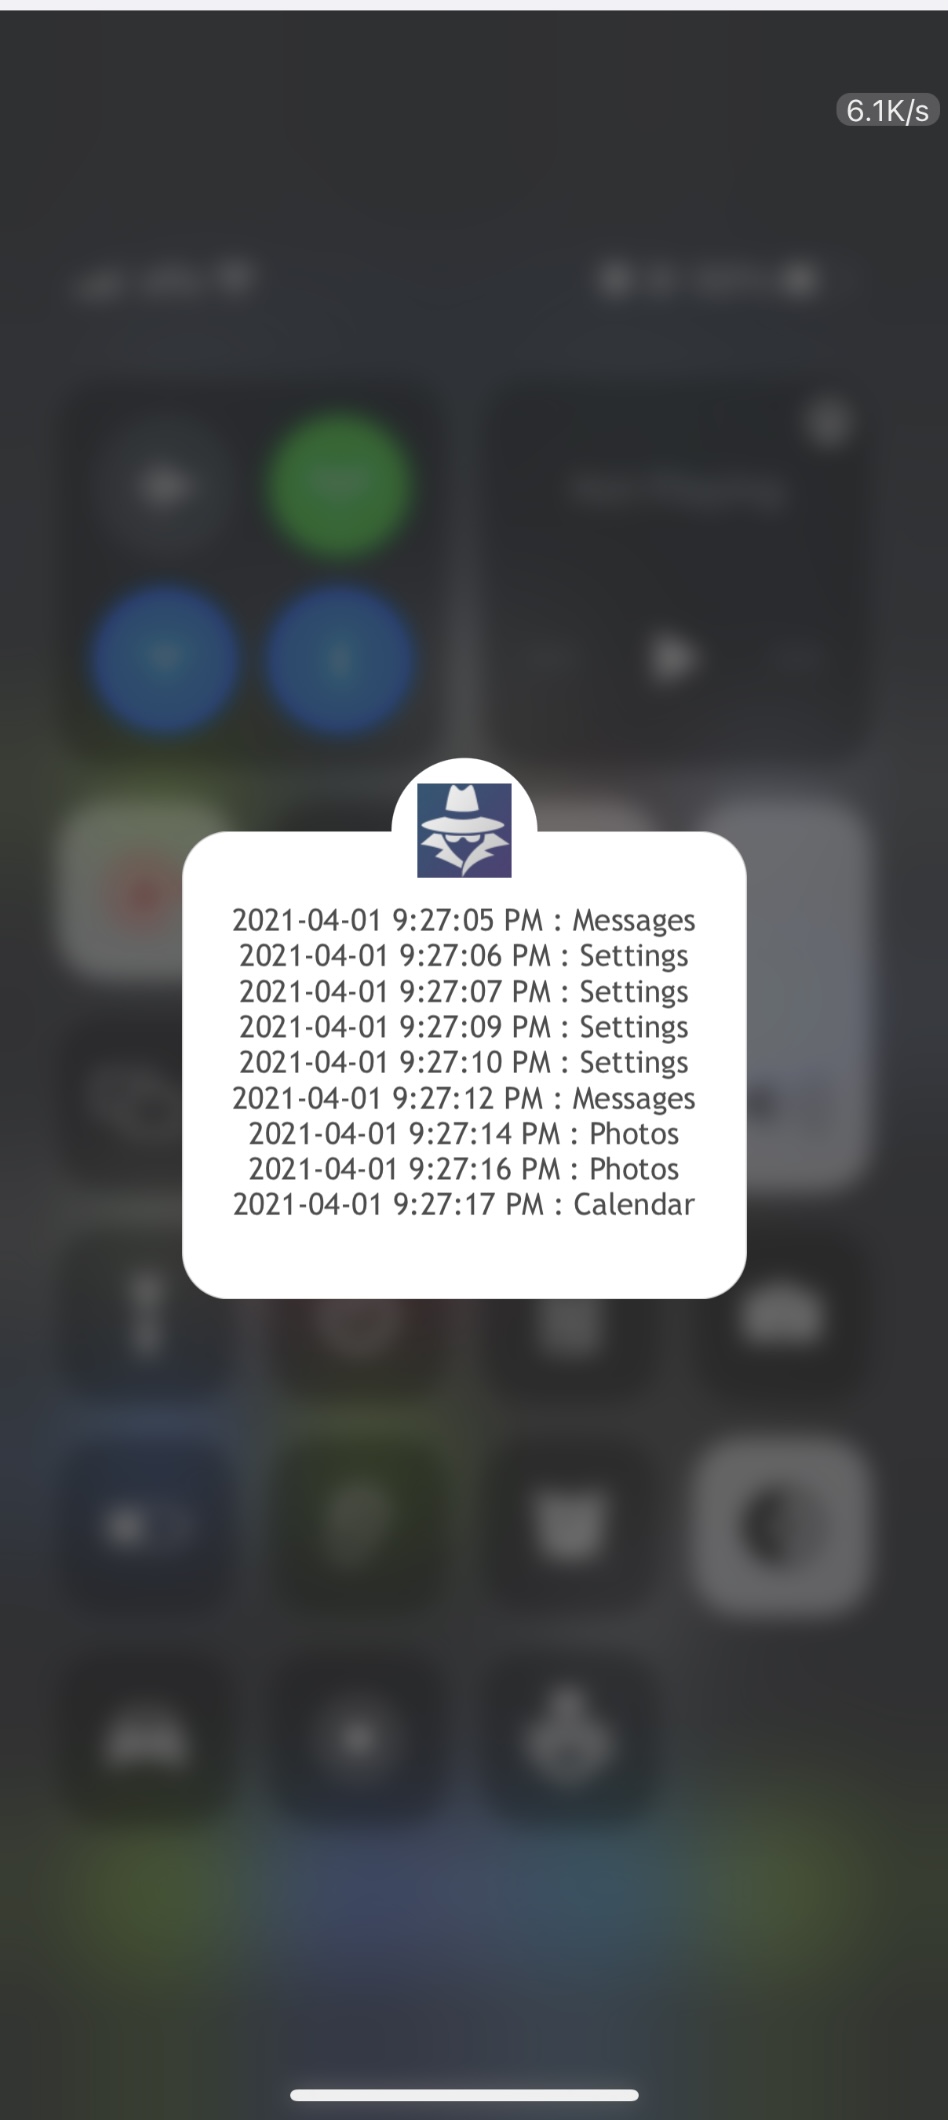 6.1K/s
2021-04-01 9:27:05 PM : Messages
2021-04-01 9:27:06 PM : Settings
2021-04-01 9:27:07 PM : Settings
2021-04-01 9:27:09 PM : Settings
2021-04-01 9:27:10 PM : Settings
2021-04-01 9:27:12 PM : Messages
2021-04-01 9:27:14 PM : Photos
2021-04-01 9:27:16 PM : Photos
2021-04-01 9:27:17 PM : Calendar